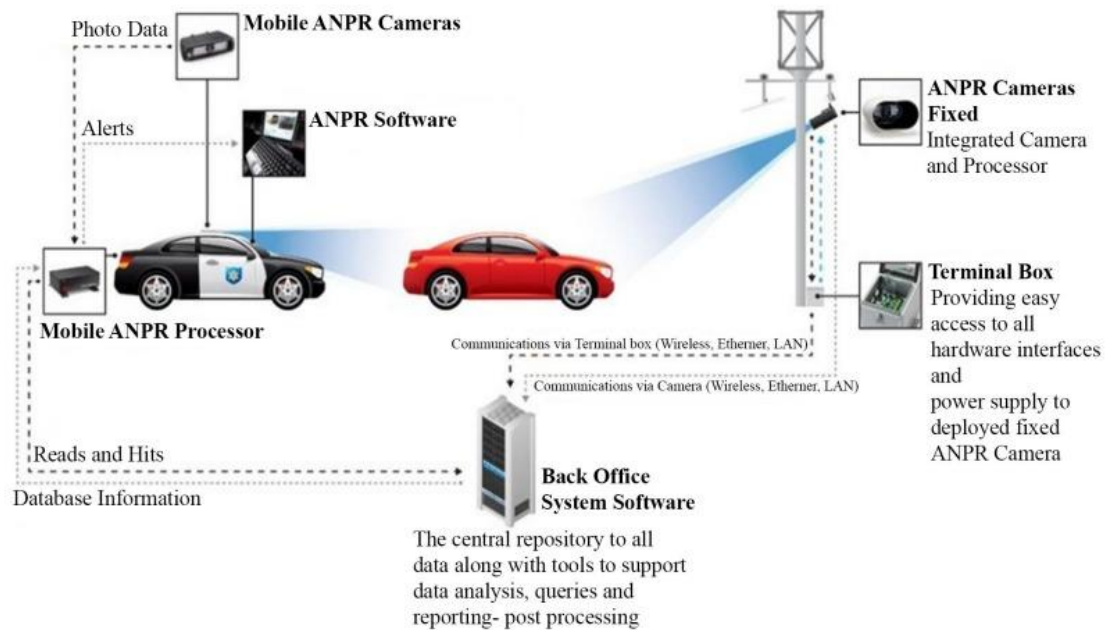 Photo Data
Mobile ANPR Cameras
Alerts
ANPR Software
ANPR Cameras
Fixed
Integrated Camera
and Processor
Mobile ANPR Processor
Terminal Box
Providing easy
access to all
hardware interfaces
and
power supply to
deployed fixed
ANPR Camera
Communications via Terminal box (Wireless, Etherner, LAN)
Communications via Camera (Wireless, Etherner, LAN)
Reads and Hits
Database Information
Back Office
System Software
The central repository to all
data along with tools to support
data analysis, queries and
reporting- post processing